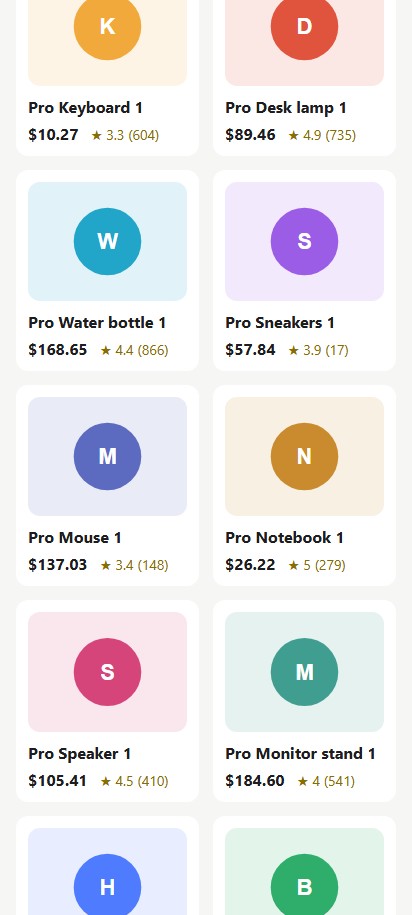 K
D
Pro Keyboard 1
$10.27 ★ 3.3 (604)
Pro Desk lamp 1
$89.46 ★ 4.9 (735)
W
S
Pro Water bottle 1
$168.65 ★ 4.4 (866)
Pro Sneakers 1
$57.84 ★ 3.9 (17)
M
N
Pro Mouse 1
$137.03 ★ 3.4 (148)
Pro Notebook 1
$26.22 ★ 5 (279)
S
M
Pro Speaker 1
$105.41 ★ 4.5 (410)
Pro Monitor stand 1
$184.60 ★ 4 (541)
H
B